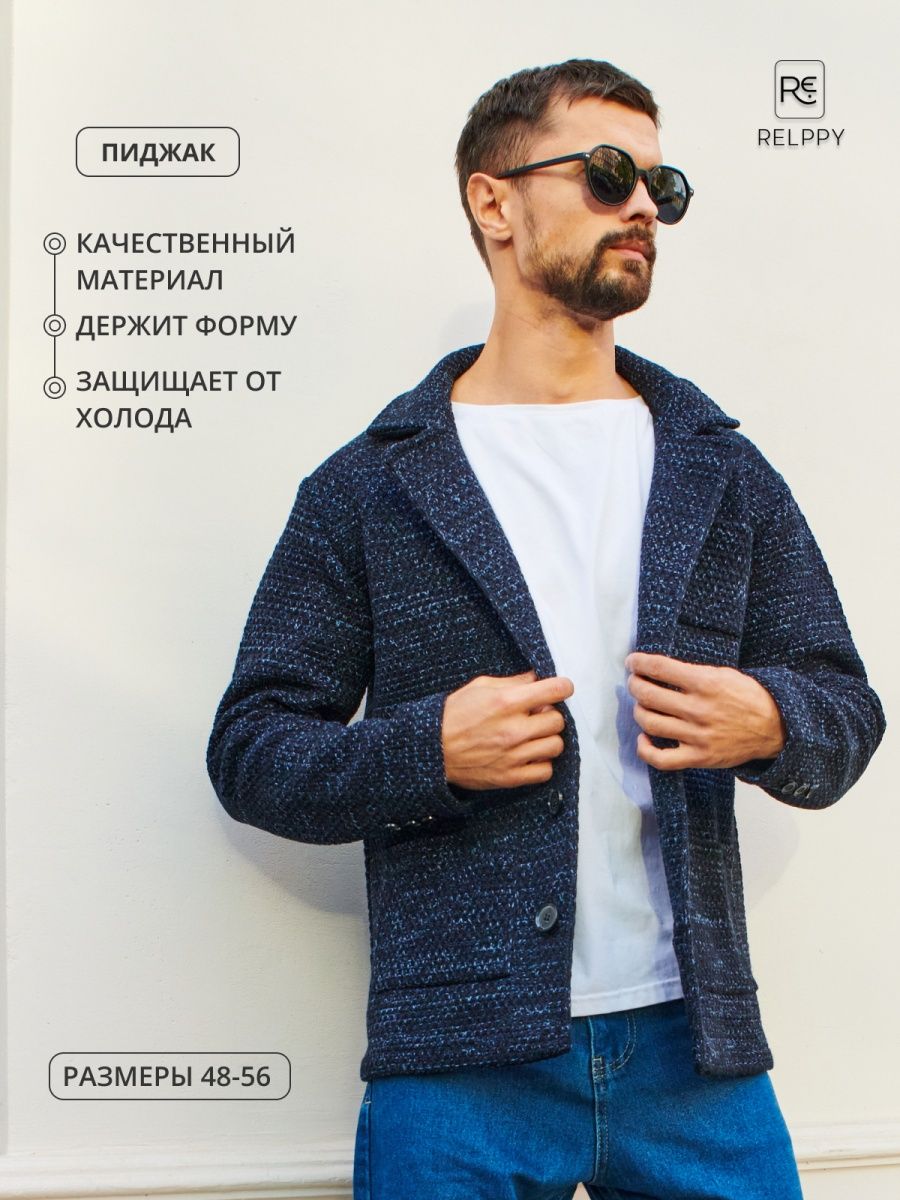 RE
RELPPY
ПИДЖАК
КАЧЕСТВЕННЫЙ
МАТЕРИАЛ
ДЕРЖИТ ФОРМУ
ЗАЩИЩАЕТ ОТ
ХОЛОДА
РАЗМЕРЫ 48-56